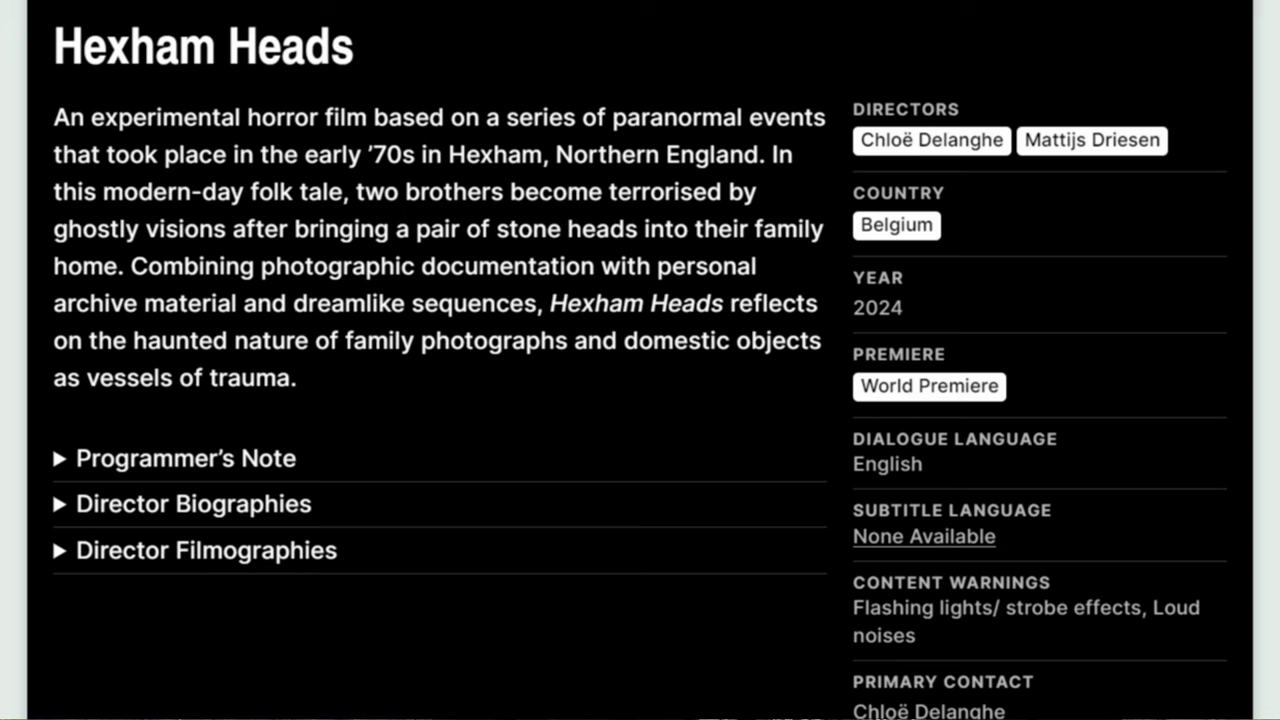 Hexham Heads
An experimental horror film based on a series of paranormal events
that took place in the early ’70s in Hexham, Northern England. In
this modern-day folk tale, two brothers become terrorised by
ghostly visions after bringing a pair of stone heads into their family
home. Combining photographic documentation with personal
archive material and dreamlike sequences, Hexham Heads reflects
on the haunted nature of family photographs and domestic objects
as vessels of trauma.
▶ Programmer’s Note
▶ Director Biographies
▶ Director Filmographies
DIRECTORS
Chloë Delanghe Mattijs Driesen
COUNTRY
Belgium
YEAR
2024
PREMIERE
World Premiere
DIALOGUE LANGUAGE
English
SUBTITLE LANGUAGE
None Available
CONTENT WARNINGS
Flashing lights/ strobe effects, Loud
noises
PRIMARY CONTACT
Chloë Delanghe